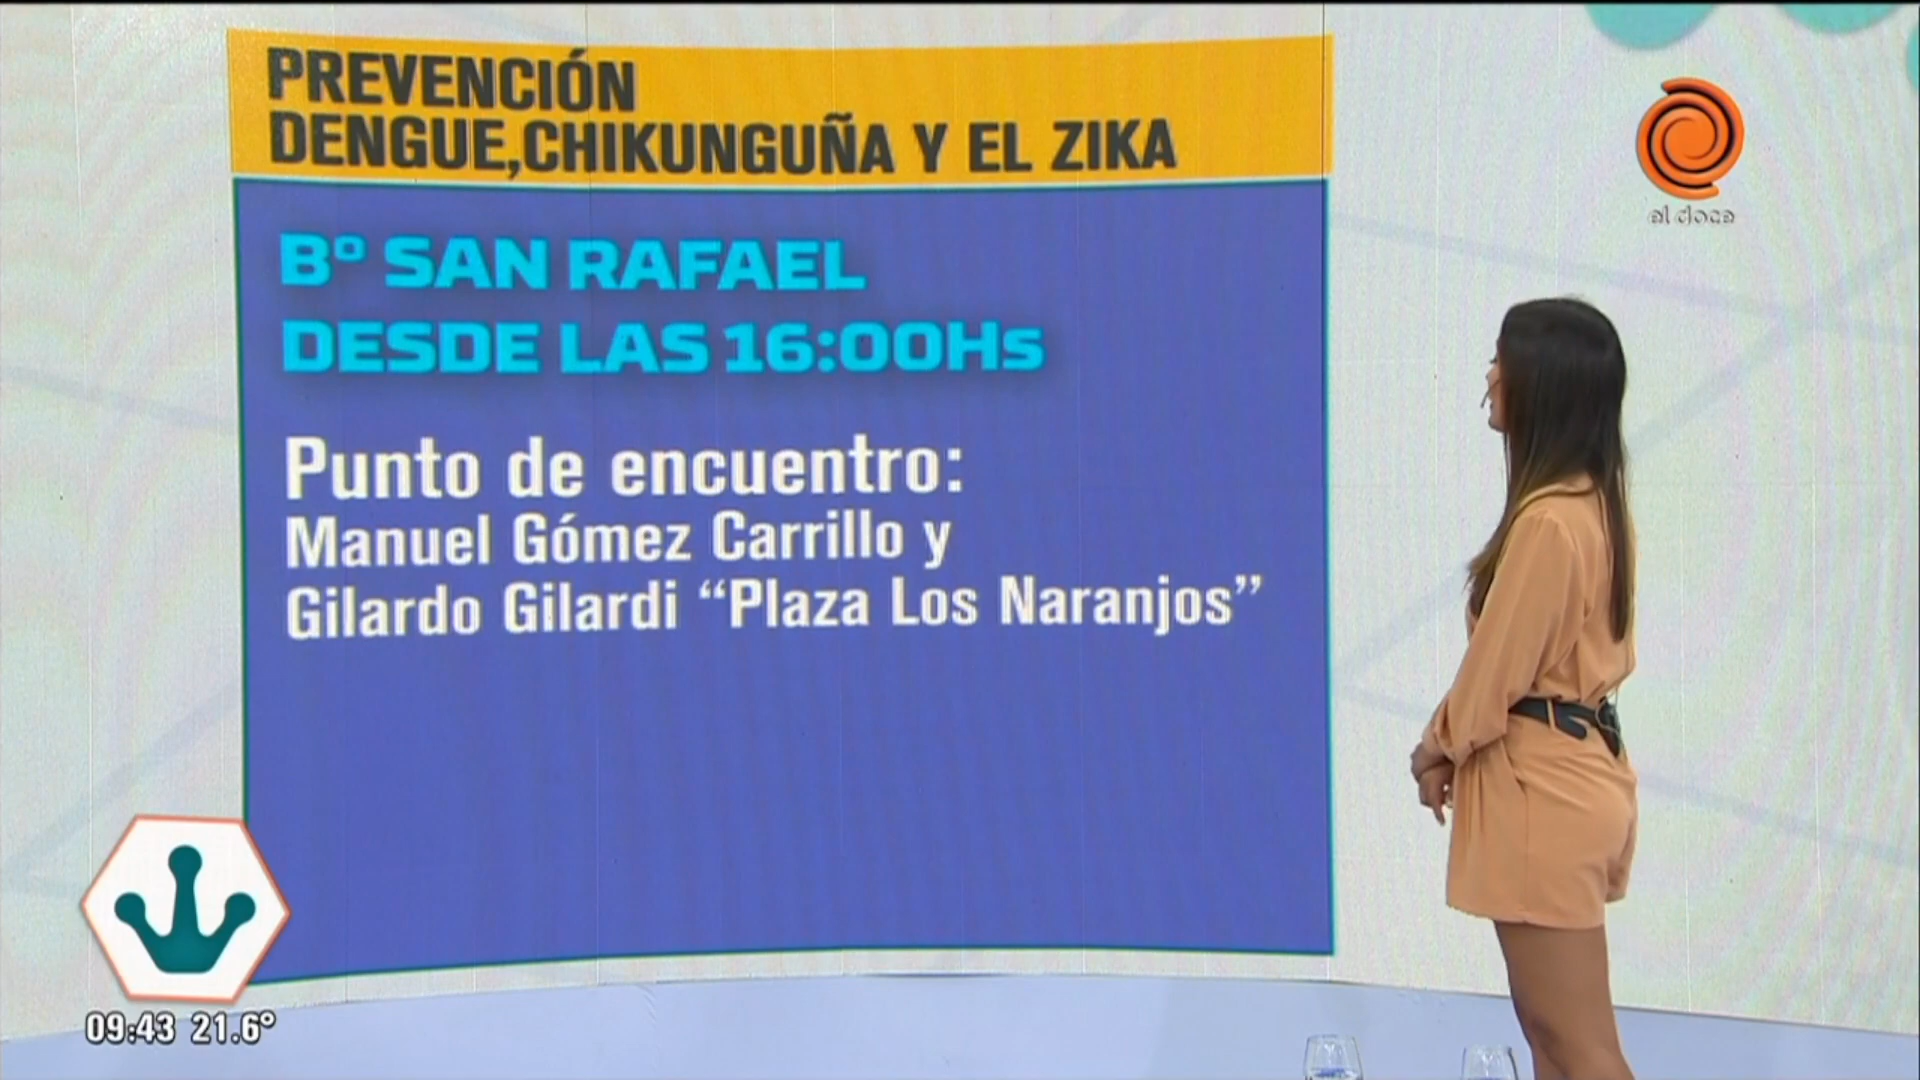 PREVENCIÓN
DENGUE,CHIKUNGUÑA Y EL ZIKA
Bº SAN RAFAEL
DESDE LAS 16:00Hs
Punto de encuentro:
Manuel Gómez Carrillo y
Gilardo Gilardi “Plaza Los Naranjos”
el doce
09:43 21.6°